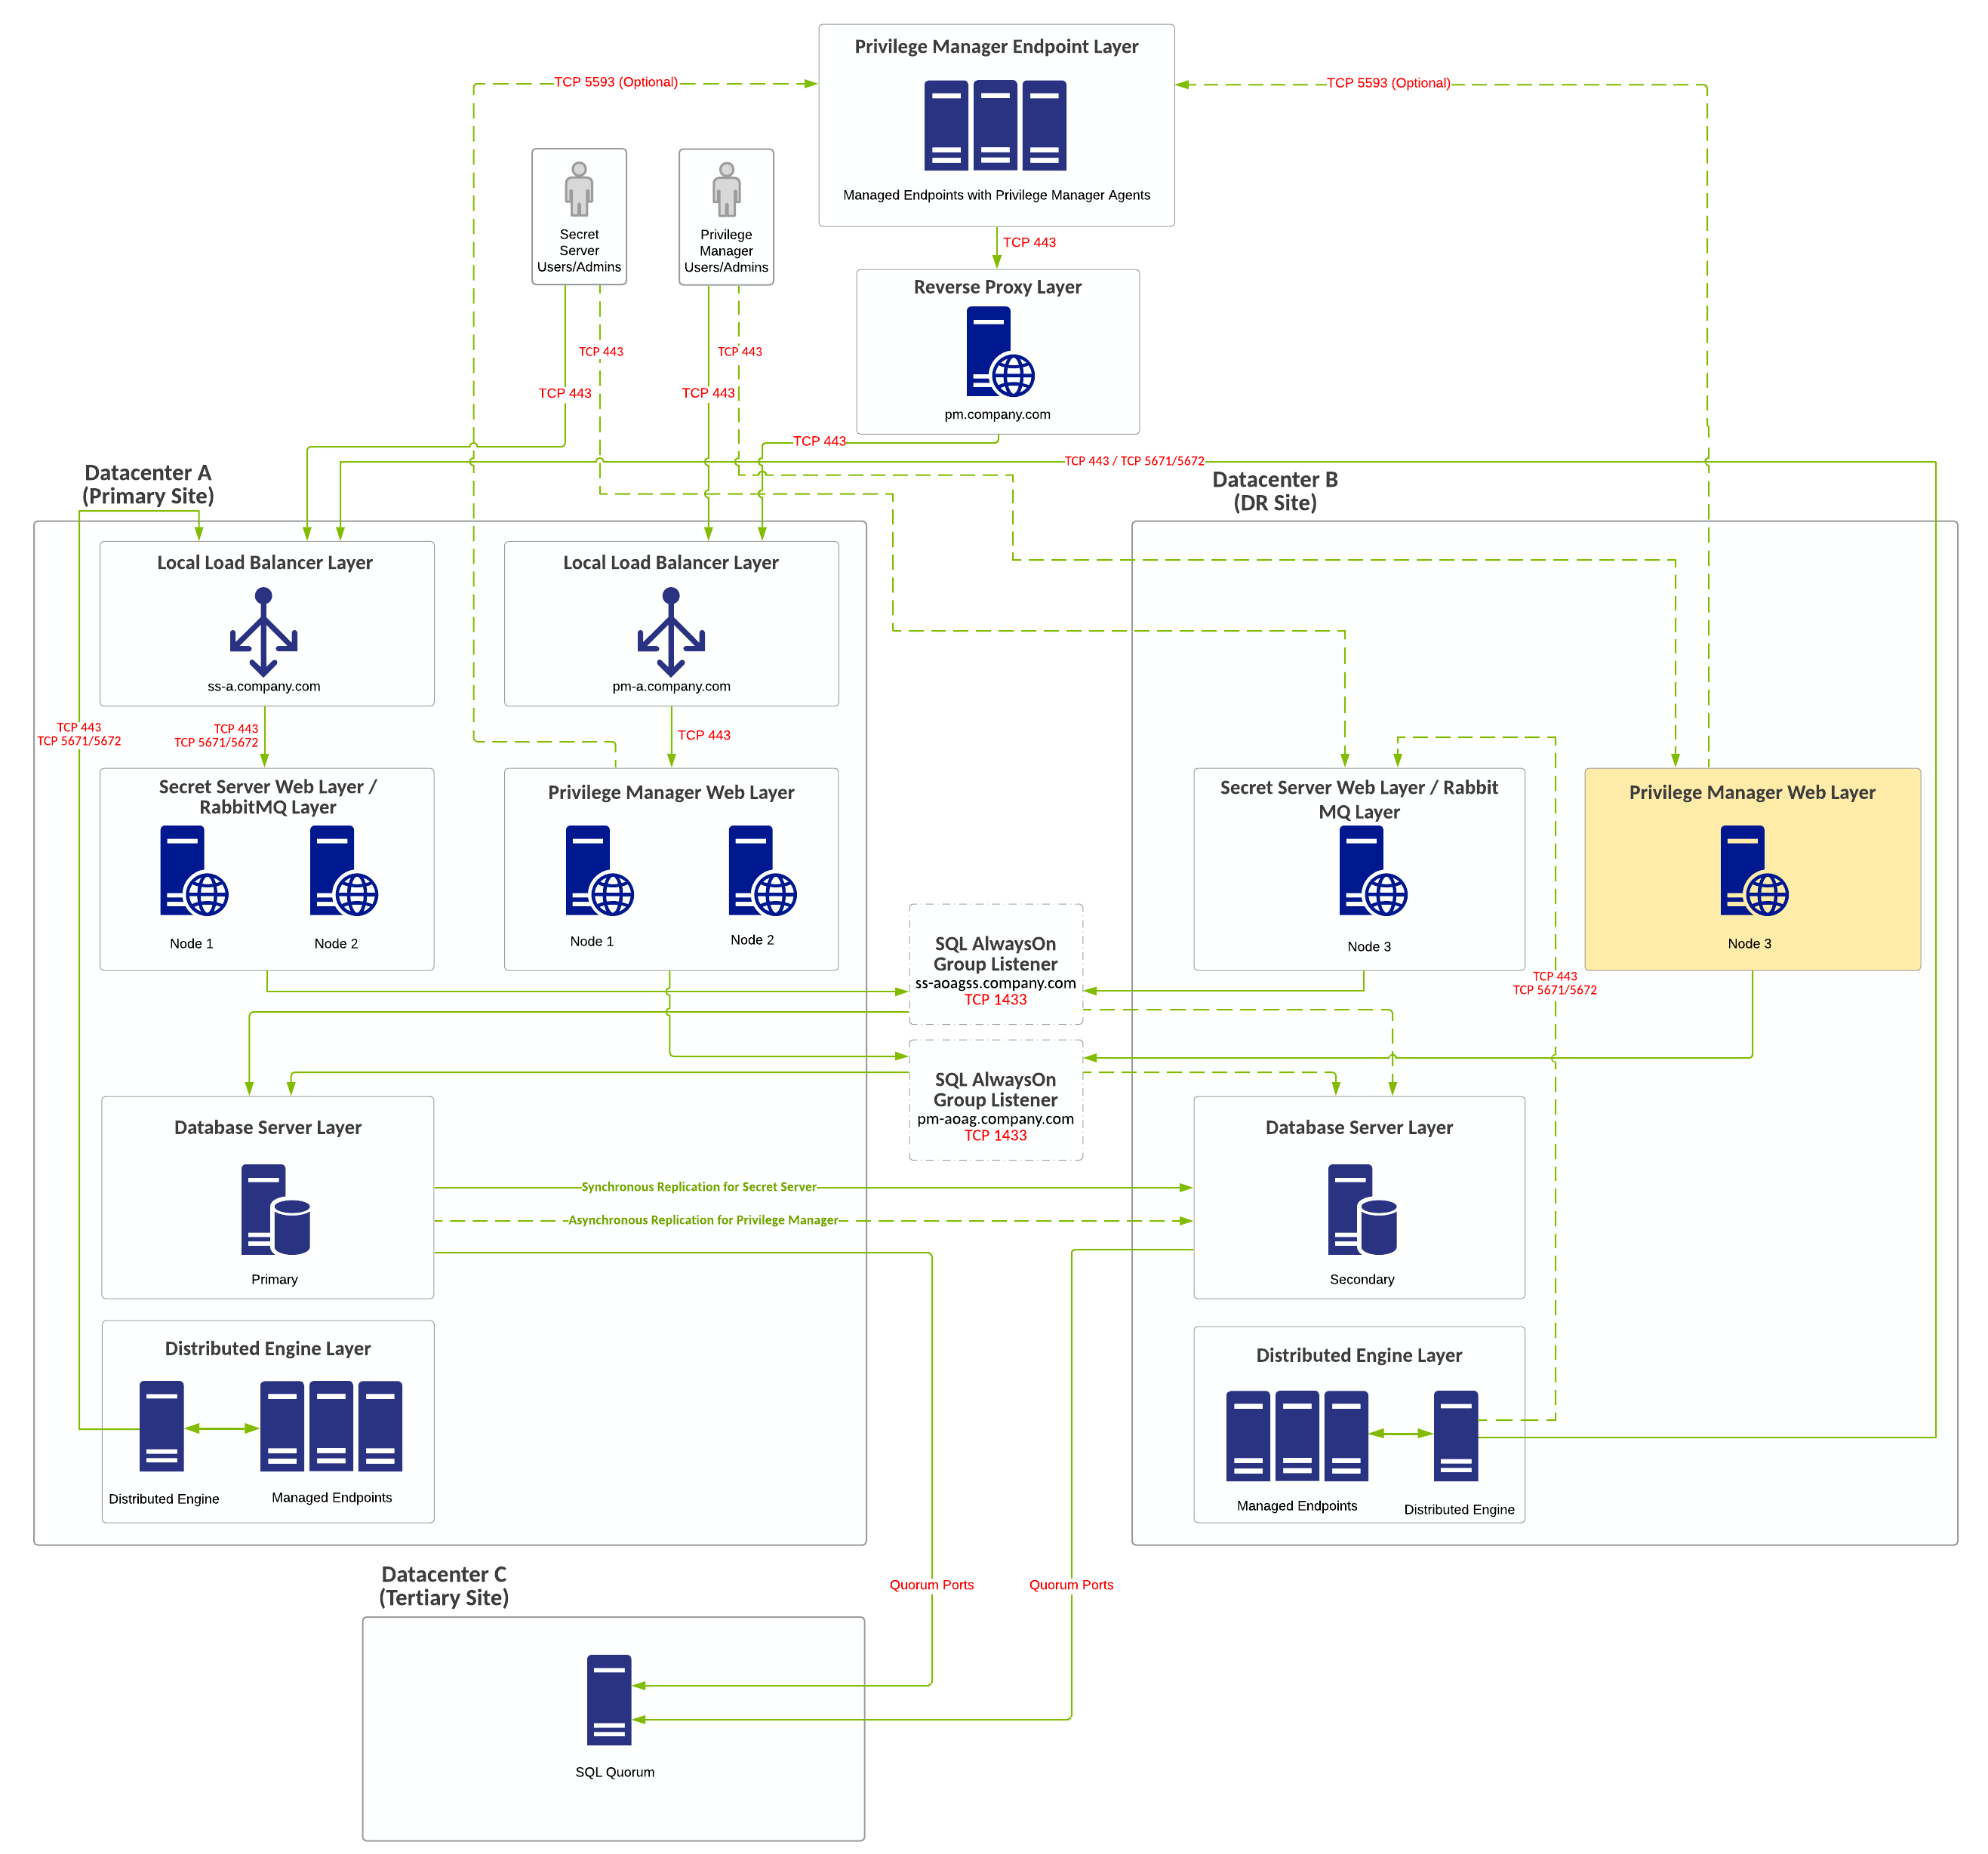 Privilege Manager Endpoint Layer
TCP 5593 (Optional)
TCP 5593 (Optional)
Managed Endpoints with Privilege Manager Agents
Secret
Server
Users/Admins
Privilege
Manager
Users/Admins
TCP 443
Reverse Proxy Layer
pm.company.com
TCP 443
TCP 443
TCP 443
TCP 443
TCP 443
TCP 443 / TCP 5671/5672
Datacenter A
(Primary Site)
Datacenter B
(DR Site)
Local Load Balancer Layer
ss-a.company.com
Local Load Balancer Layer
pm-a.company.com
TCP 443
TCP 5671/5672
TCP 443
TCP 5671/5672
TCP 443
Secret Server Web Layer /
RabbitMQ Layer
Node 1
Node 2
Privilege Manager Web Layer
Node 1
Node 2
Secret Server Web Layer / Rabbit
MQ Layer
Node 3
Privilege Manager Web Layer
Node 3
SQL AlwaysOn
Group Listener
ss-aoagss.company.com
TCP 1433
TCP 443
TCP 5671/5672
SQL AlwaysOn
Group Listener
pm-aoag.company.com
TCP 1433
Database Server Layer
Primary
Database Server Layer
Secondary
Synchronous Replication for Secret Server
Asynchronous Replication for Privilege Manager
Distributed Engine Layer
Distributed Engine
Managed Endpoints
Distributed Engine Layer
Managed Endpoints
Distributed Engine
Datacenter C
(Tertiary Site)
Quorum Ports
Quorum Ports
SQL Quorum